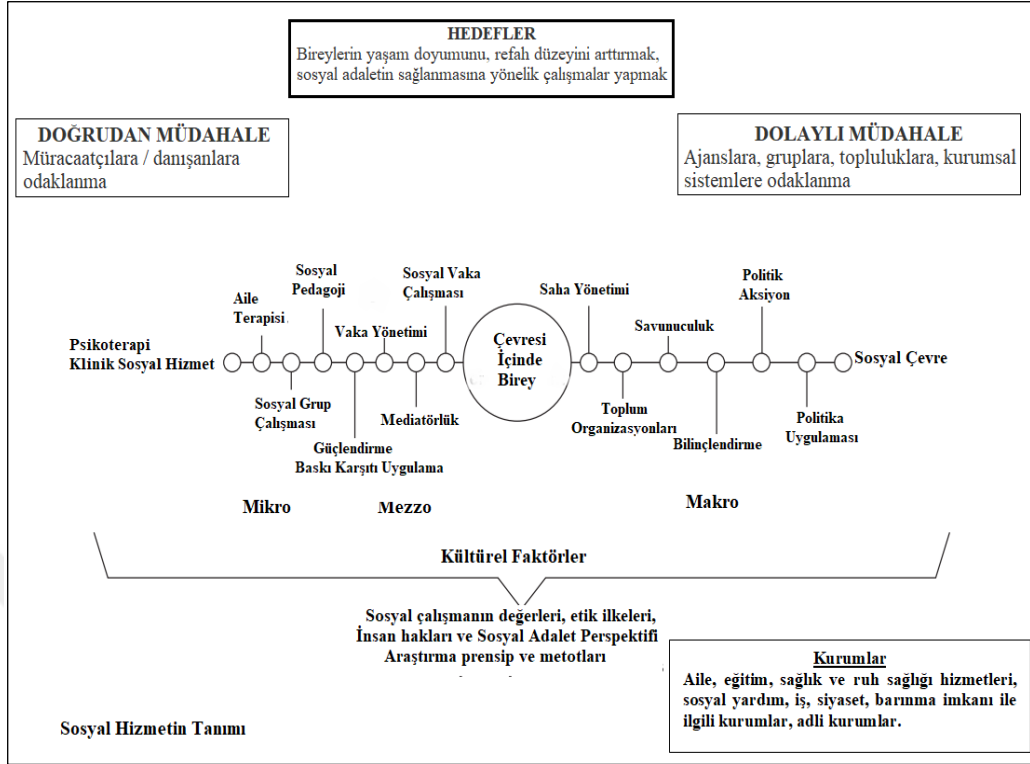 HEDEFLER
Bireylerin yaşam doyumunu, refah düzeyini arttırmak,
sosyal adaletin sağlanmasına yönelik çalışmalar yapmak
DOĞRUDAN MÜDAHALE
Müracaatçılara / danışanlara
odaklanma
DOLAYLI MÜDAHALE
Ajanslara, gruplara, topluluklara, kurumsal
sistemlere odaklanma
Psikoterapi
Klinik Sosyal Hizmet
Aile
Terapisi
Sosyal Grup
Çalışması
Sosyal
Pedagoji
Güçlendirme
Baskı Karşıtı Uygulama
Vaka Yönetimi
Mediatörlük
Sosyal Vaka
Çalışması
Çevresi
İçinde
Birey
Saha Yönetimi
Toplum
Organizasyonları
Savunuculuk
Bilinçlendirme
Politik
Aksiyon
Politika
Uygulaması
Sosyal Çevre
Mikro
Mezzo
Makro
Kültürel Faktörler
Sosyal çalışmanın değerleri, etik ilkeleri,
İnsan hakları ve Sosyal Adalet Perspektifi
Araştırma prensip ve metotları
Kurumlar
Aile, eğitim, sağlık ve ruh sağlığı hizmetleri,
sosyal yardım, iş, siyaset, barınma imkanı ile
ilgili kurumlar, adli kurumlar.
Sosyal Hizmetin Tanımı